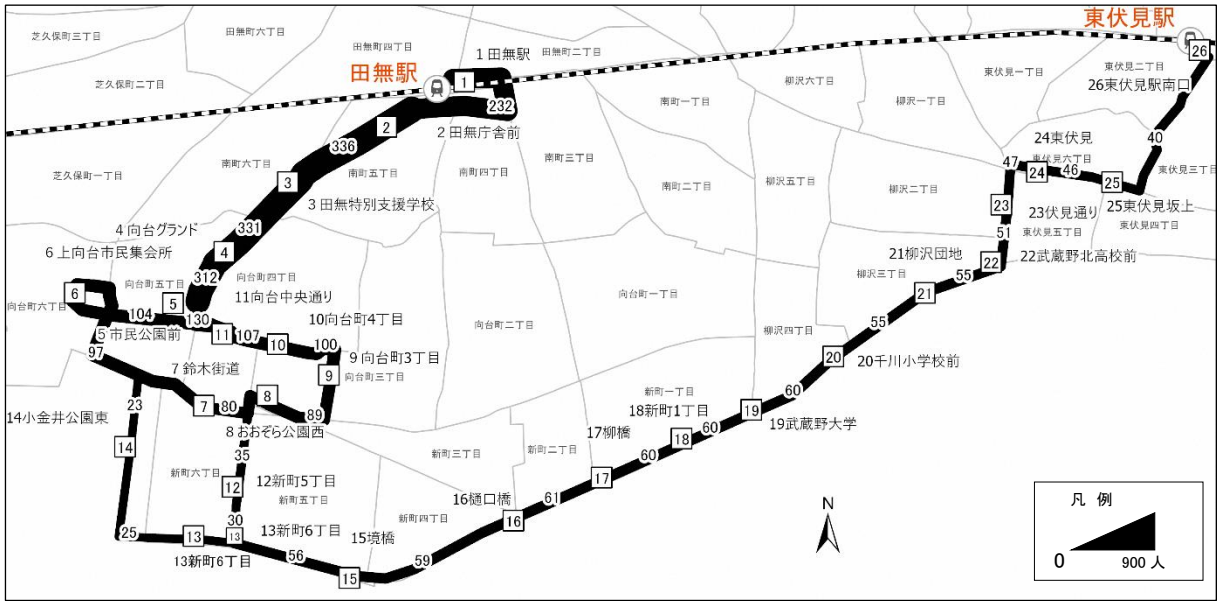 芝久保町三丁目
田無町六丁目
田無町四丁目
1 田無駅
田無町二丁目
東伏見駅
田無駅
1
26
芝久保町二丁目
柳沢六丁目
東伏見一丁目
東伏見二丁目
26東伏見駅南口
232
2
2 田無庁舎前
南町一丁目
柳沢一丁目
40
336
24東伏見
南町六丁目
南町五丁目
南町四丁目
南町三丁目
47
東伏見六丁目
芝久保町一丁目
3
南町二丁目
柳沢五丁目
柳沢二丁目
24
46
25
東伏見三丁目
3 田無特別支援学校
23
23伏見通り
25東伏見坂上
4 向台グランド
331
51
東伏見五丁目
東伏見四丁目
6 上向台市民集会所
4
21柳沢団地
22
22武蔵野北高校前
312
向台町四丁目
柳沢三丁目
55
向台町五丁目
11向台中央通り
向台町一丁目
6
5
21
向台町六丁目
104
130
10向台町4丁目
向台町二丁目
55
5 市民公園前
11
107
10
100
9 向台町3丁目
柳沢四丁目
97
20
20千川小学校前
7 鈴木街道
9
向台町三丁目
60
23
7
80
8
89
新町一丁目
19
14小金井公園東
18新町1丁目
19武蔵野大学
8 おおぞら公園西
17柳橋
18
60
14
35
新町三丁目
新町二丁目
60
新町六丁目
12
12新町5丁目
17
新町五丁目
16樋口橋
61
30
新町四丁目
16
25
13
13
13新町6丁目
15境橋
13新町6丁目
56
59
15
N
凡 例
0
900 人